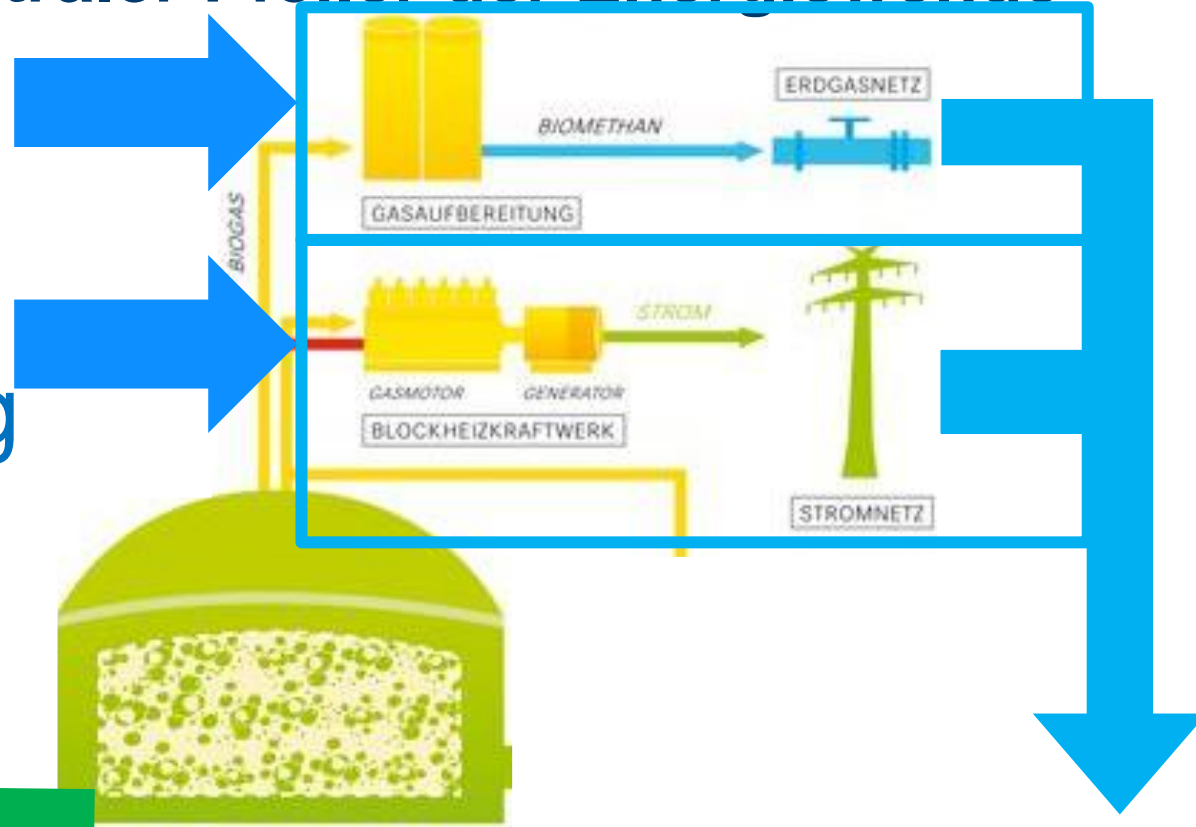 ERDGASNETZ
BIOMETHAN
BIOGAS
GASAUFBEREITUNG
STROM
GASMOTOR GENERATOR
BLOCKHEIZKRAFTWERK
g
STROMNETZ